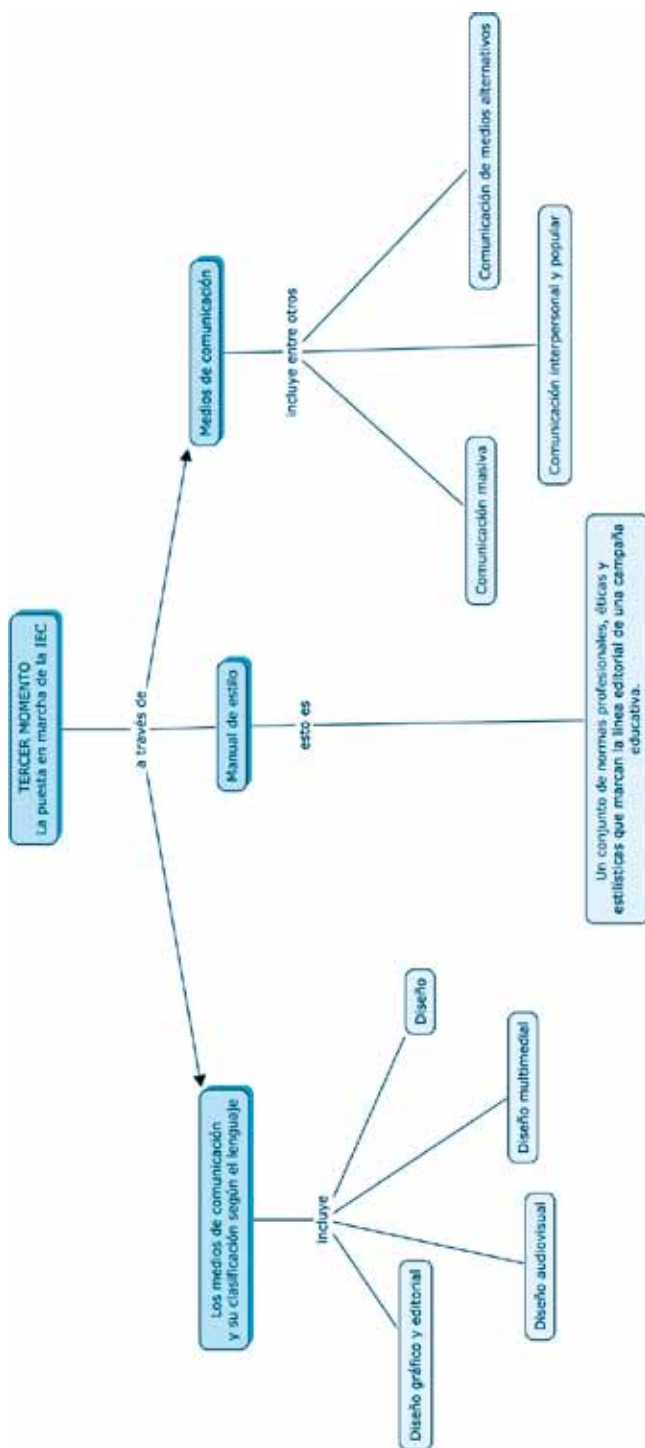 TERCER MOMENTO
La puesta en marcha de la IEC
a través de
Los medios de comunicación
y su clasificación según el lenguaje
incluye
Diseño gráfico y editorial
Diseño audiovisual
Diseño multimedial
Diseño
Manual de estilo
esto es
Un conjunto de normas profesionales, éticas y
estilísticas que marcan la línea editorial de una campaña
educativa.
Medios de comunicación
incluye entre otros
Comunicación masiva
Comunicación interpersonal y popular
Comunicación de medios alternativos